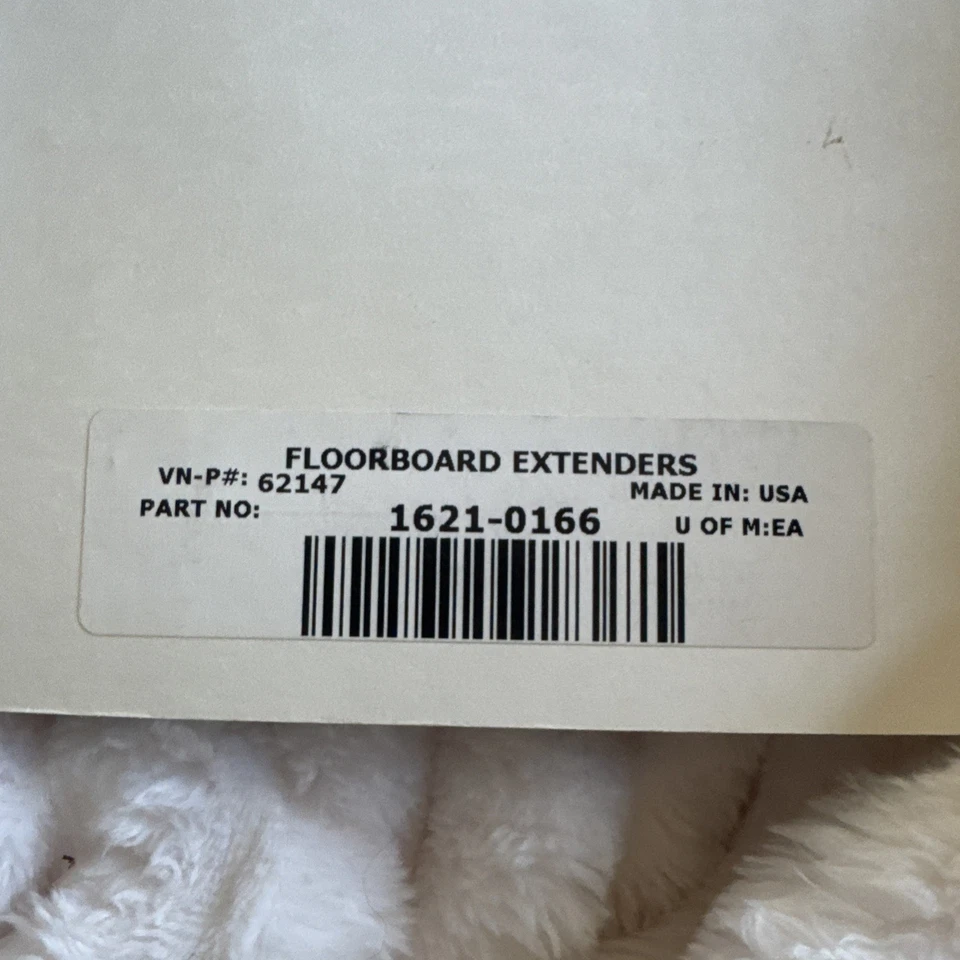 FLOORBOARD EXTENDERS
VN-P#: 62147
MADE IN: USA
PART NO:
1621-0166
U OF M:EA